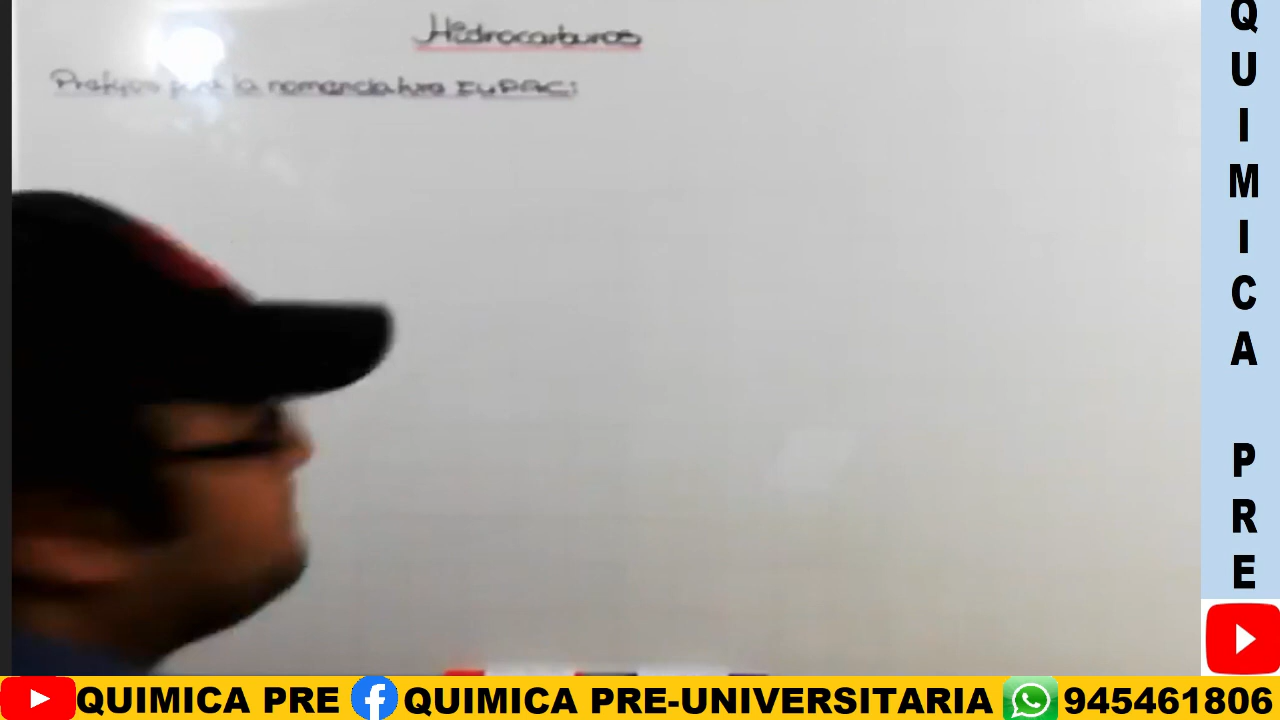 Hidrocarburos
Prefijos para la nomenclatura IUPAC:
QUIMICA PRE
QUIMICA PRE
QUIMICA PRE-UNIVERSITARIA
945461806